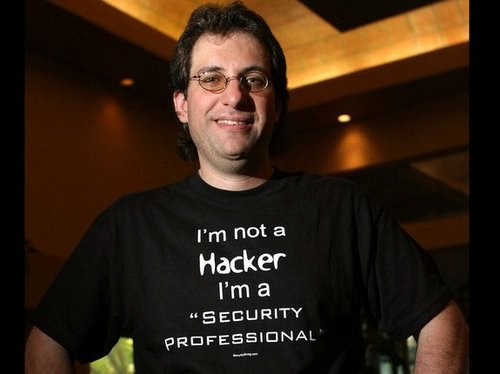 I'm not a
Hacker
I'm a
“SECURITY
PROFESSIONAL”